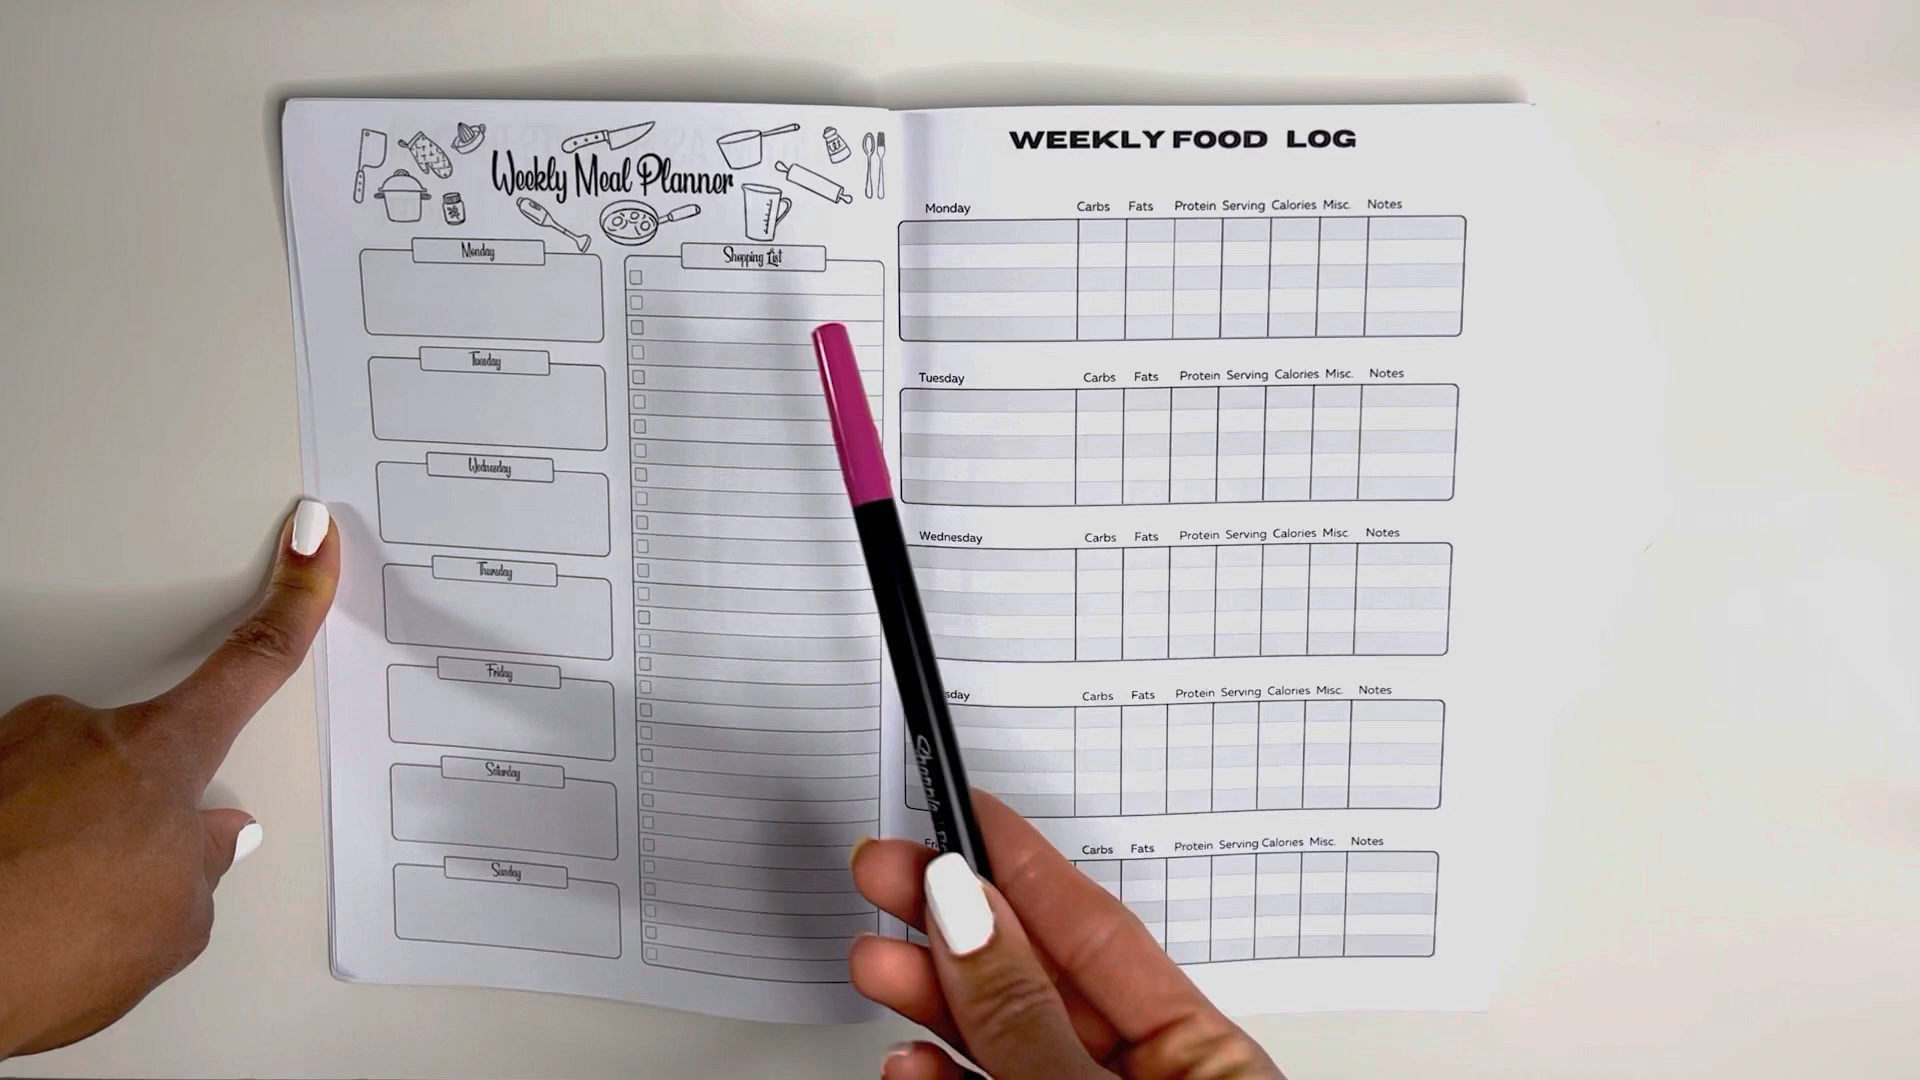 Weekly Meal Planner
Monday
Tuesday
Wednesday
Thursday
Friday
Saturday
Sunday
Shopping List
WEEKLY FOOD LOG
Monday Carbs Fats Protein Serving Calories Misc. Notes
Tuesday Carbs Fats Protein Serving Calories Misc. Notes
Wednesday Carbs Fats Protein Serving Calories Misc. Notes
sday Carbs Fats Protein Serving Calories Misc. Notes
Carbs Fats Protein Serving Calories Misc. Notes